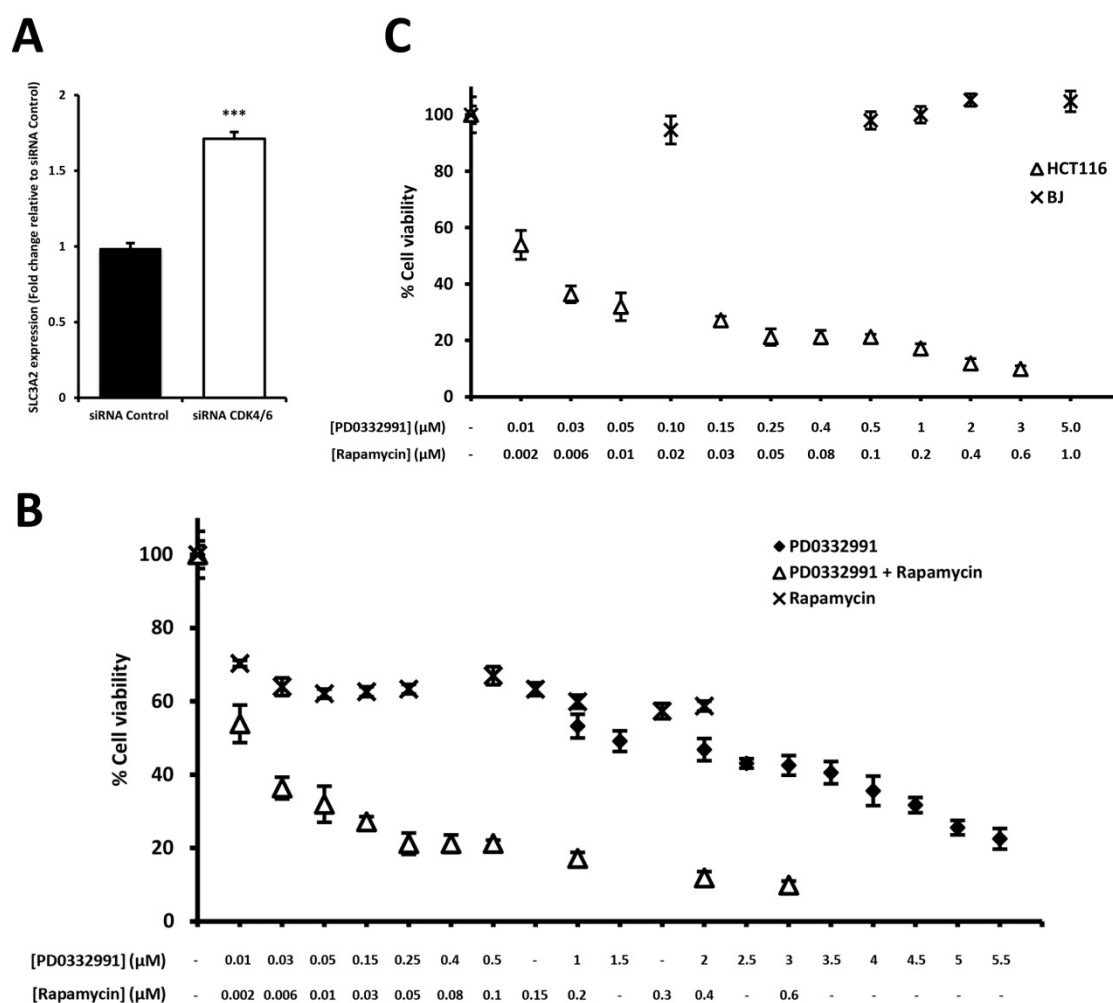 A
SLC3A2 expression (Fold change relative to siRNA Control)
2
1.5
1
0.5
0
***
siRNA Control siRNA CDK4/6
C
% Cell viability
100
80
60
40
20
0
HCT116
BJ
[PD0332991] (μM) - 0.01 0.03 0.05 0.10 0.15 0.25 0.4 0.5 1 2 3 5.0
[Rapamycin] (μM) - 0.002 0.006 0.01 0.02 0.03 0.05 0.08 0.1 0.2 0.4 0.6 1.0
B
% Cell viability
100
80
60
40
20
0
PD0332991
PD0332991 + Rapamycin
Rapamycin
[PD0332991] (μM) - 0.01 0.03 0.05 0.15 0.25 0.4 0.5 - 1 1.5 - 2 2.5 3 3.5 4 4.5 5 5.5
[Rapamycin] (μM) - 0.002 0.006 0.01 0.03 0.05 0.08 0.1 0.15 0.2 - 0.3 0.4 - 0.6 - - - - -